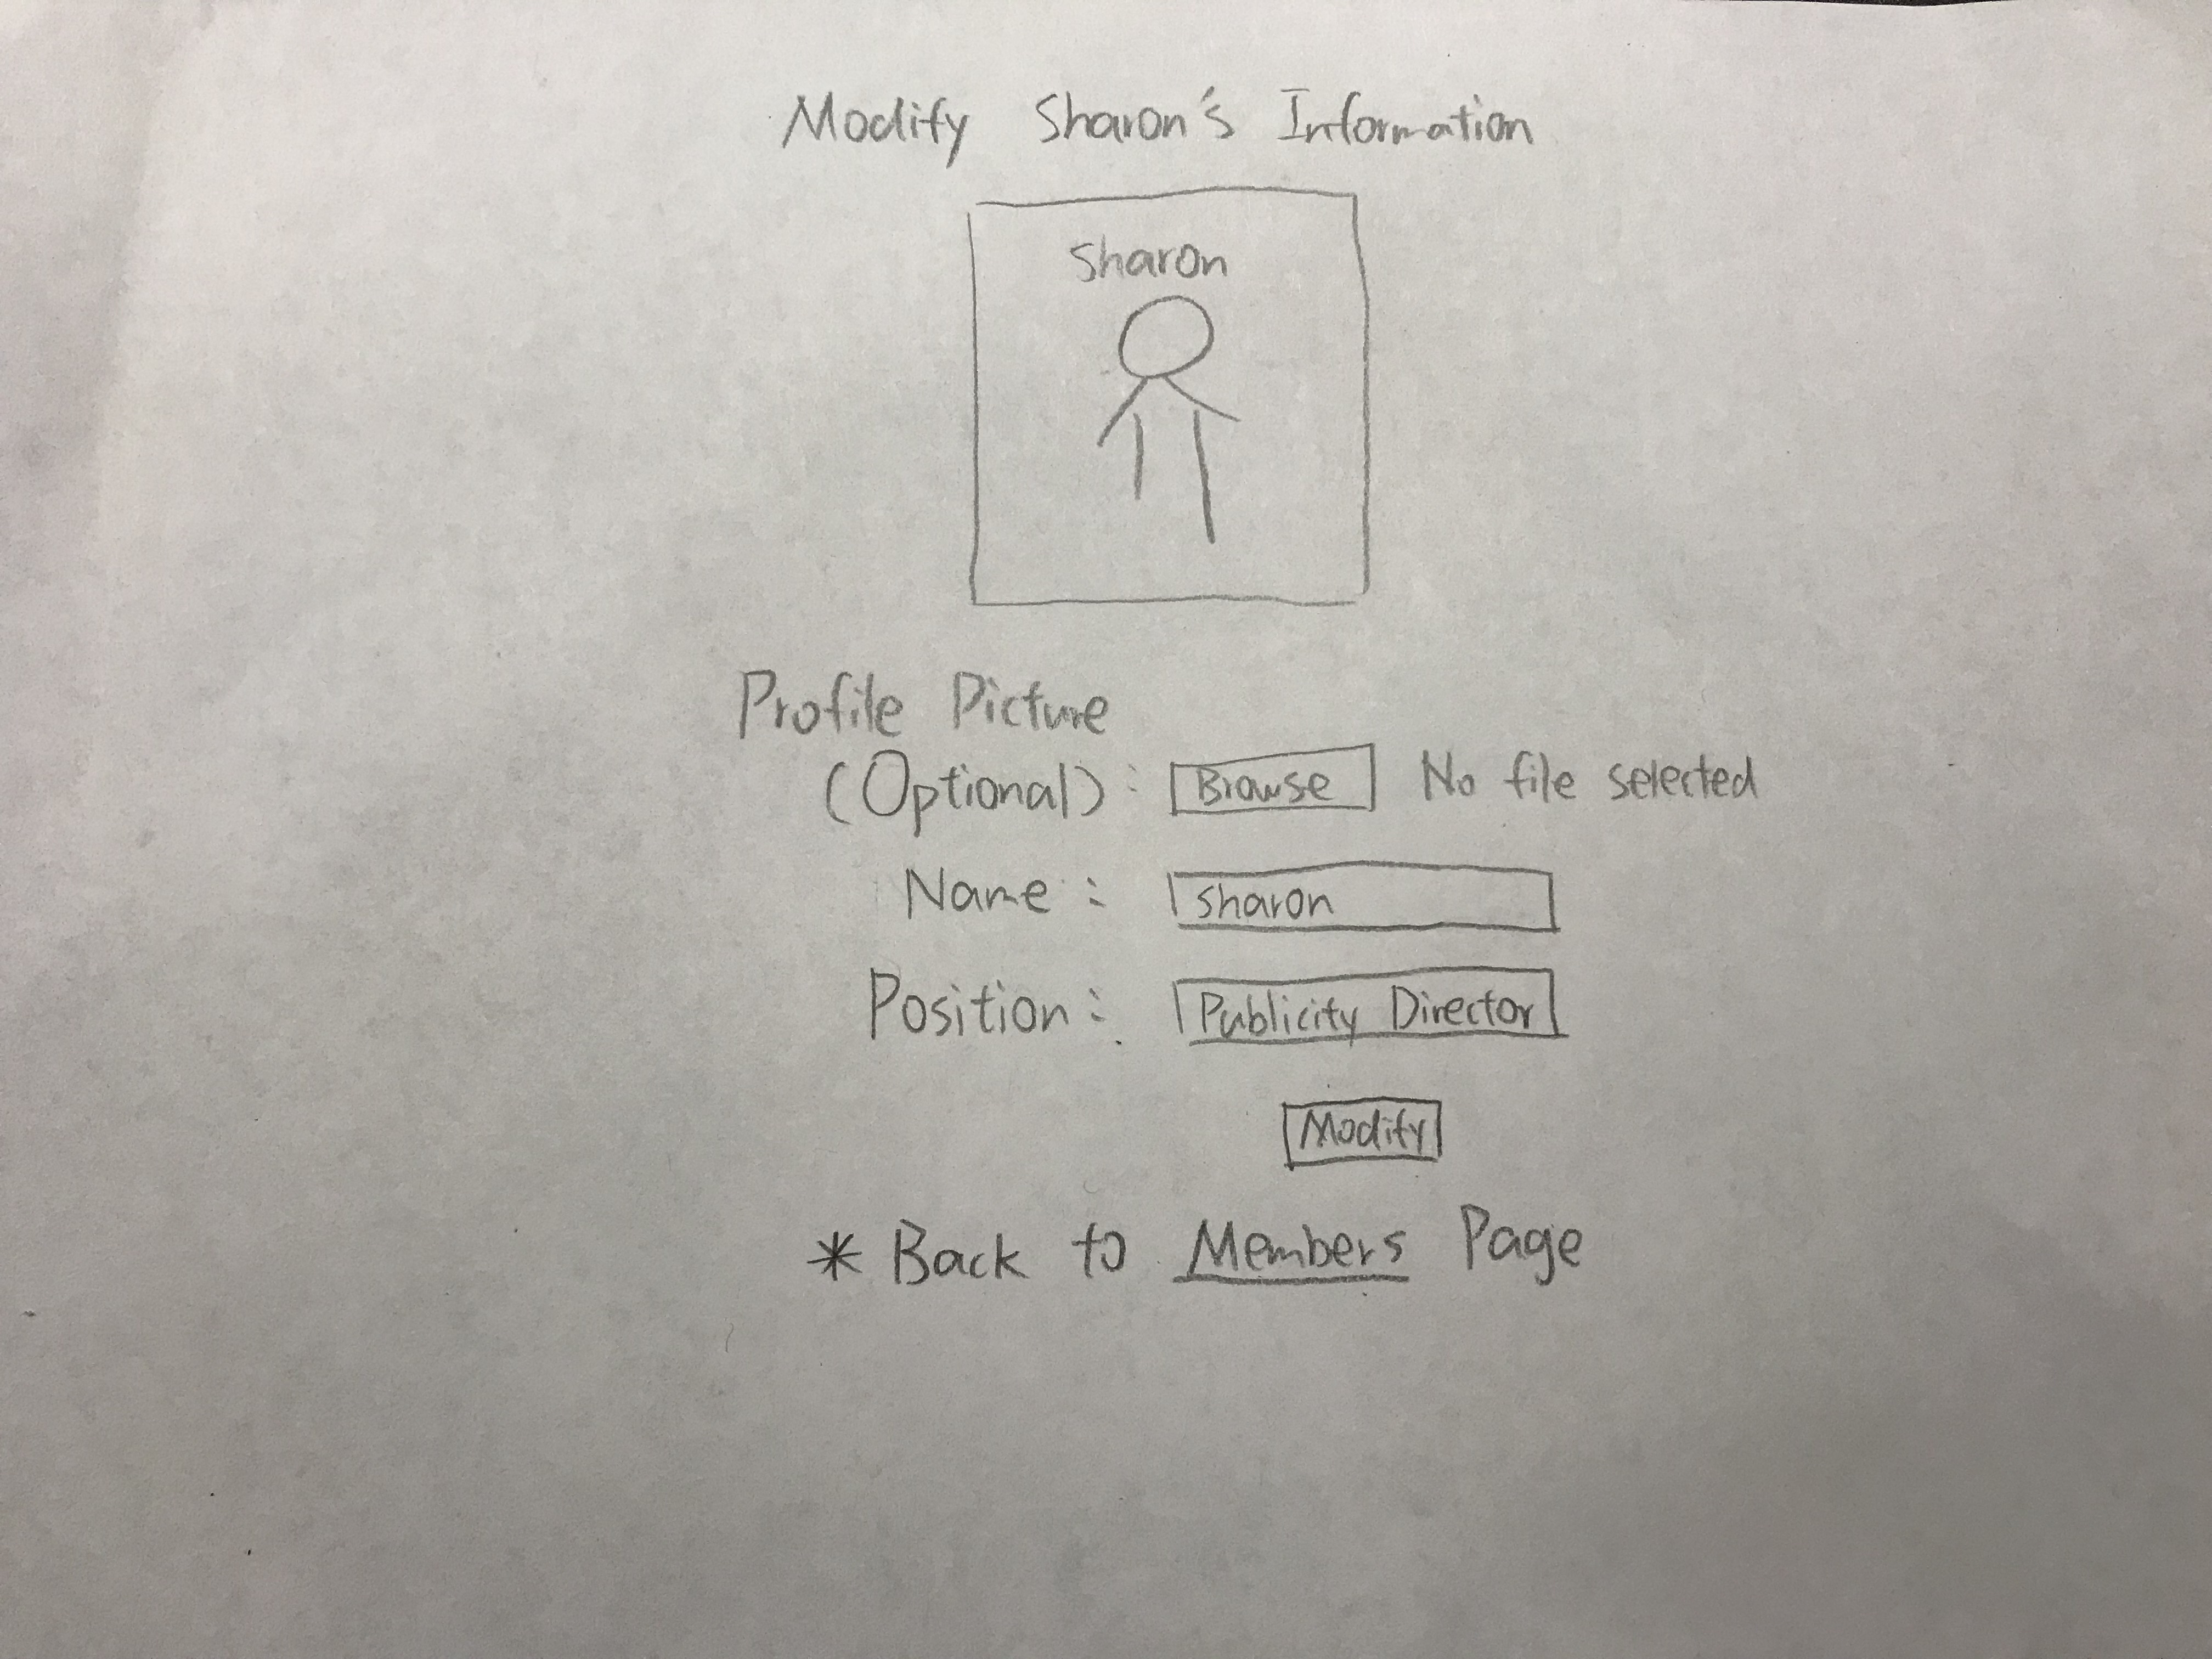 Modify Sharon's Information
Sharon
Profile Picture
(Optional): Browse No file selected
Name: Sharon
Position: Publicity Director
Modify
* Back to Members Page